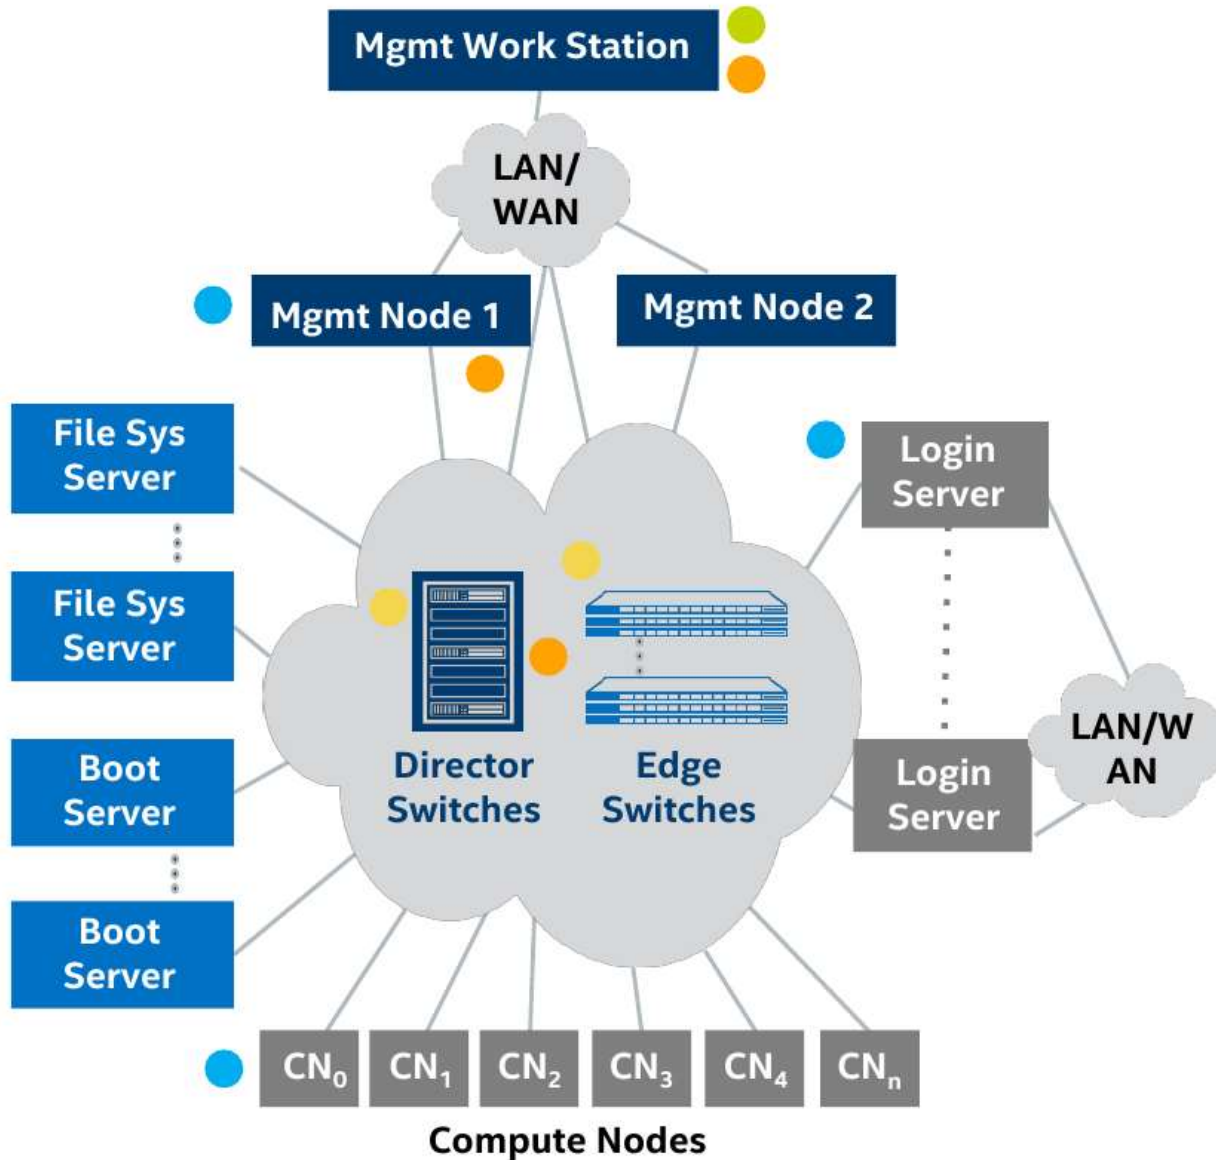 Mgmt Work Station
LAN/
WAN
Mgmt Node 1
Mgmt Node 2
File Sys
Server
Login
Server
File Sys
Server
LAN/W
AN
Director
Switches
Edge
Switches
Boot
Server
Login
Server
Boot
Server
CN₀
CN₁
CN₂
CN₃
CN₄
CNₙ
Compute Nodes